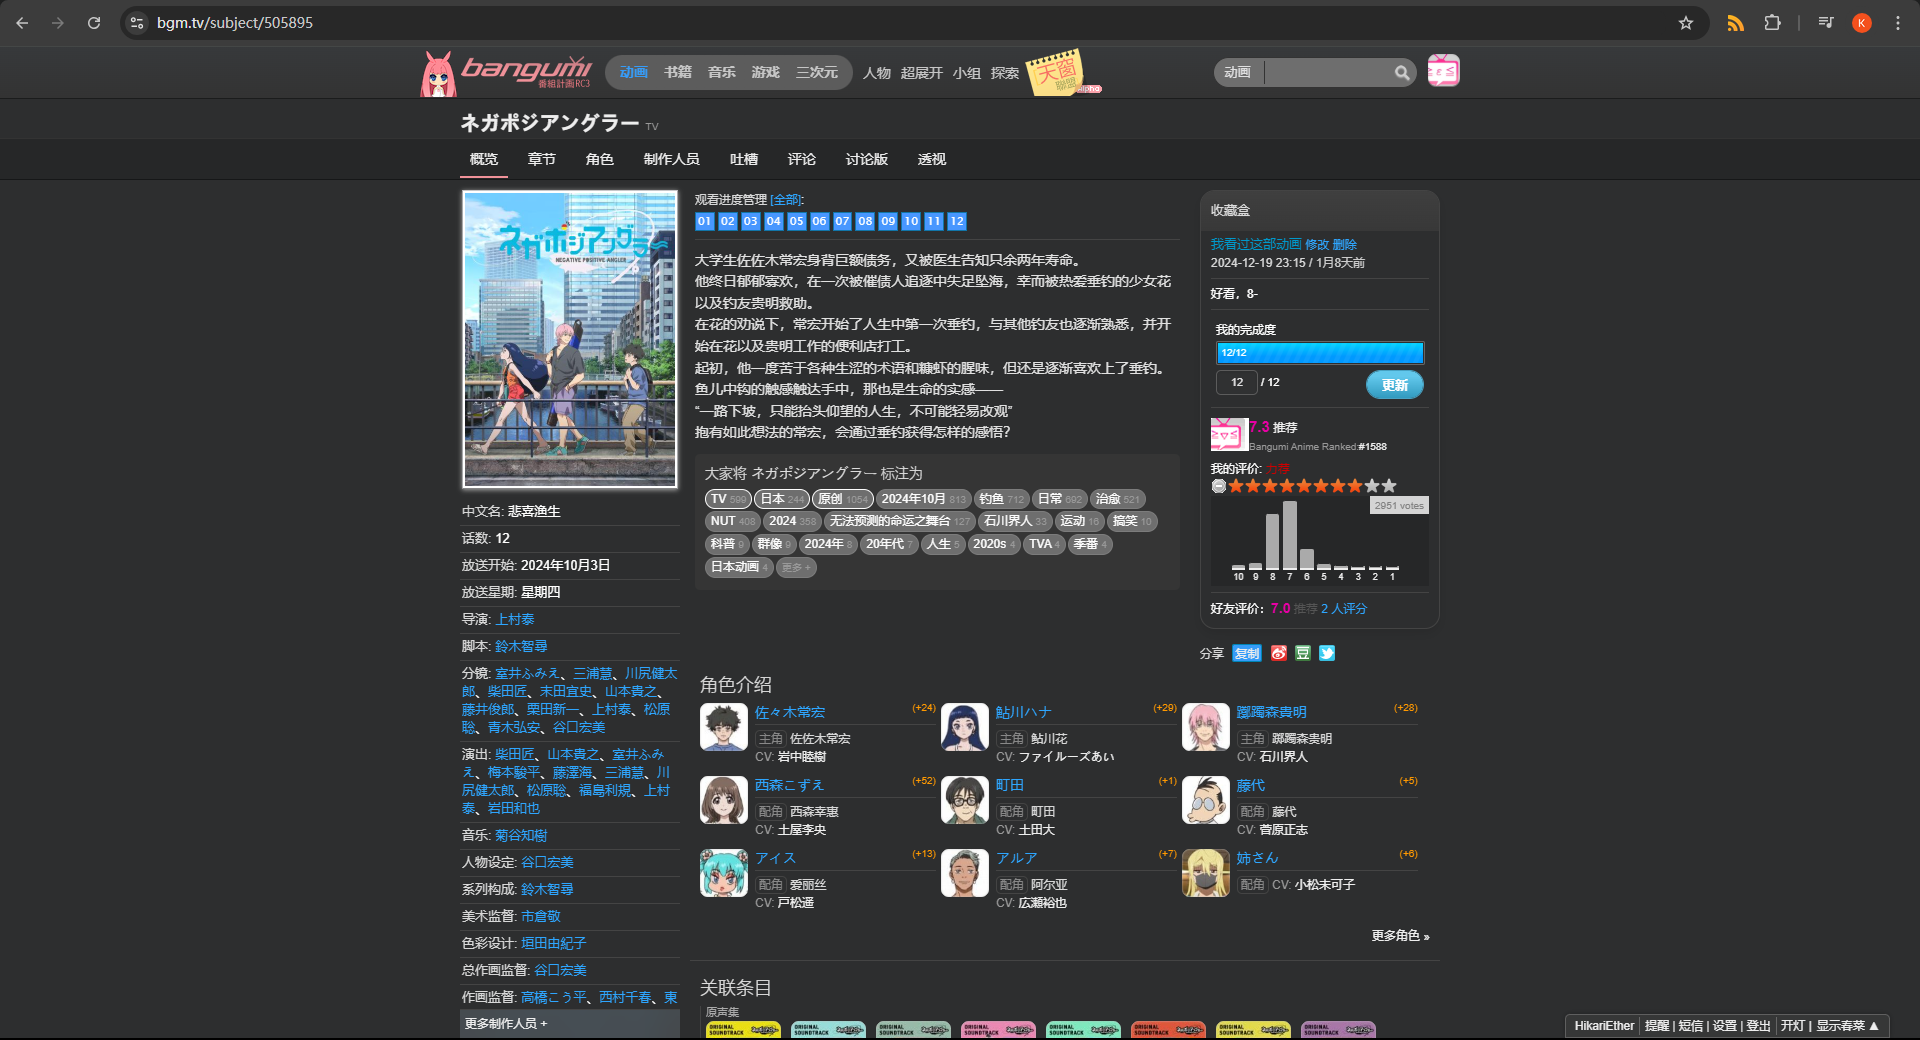 bgm.tv/subject/505895
K
bangumi
番組計画RC3
动画 书籍 音乐 游戏 三次元 人物 超展开 小组 探索
天窗
联盟
alpha
动画
ネガポジアングラー TV
概览 章节 角色 制作人员 吐槽 评论 讨论版 透视
ネガポジアングラー
NEGATIVE POSITIVE ANGLER
中文名: 悲喜渔生
话数: 12
放送开始: 2024年10月3日
放送星期: 星期四
导演: 上村泰
脚本: 鈴木智尋
分镜: 室井ふみえ、三浦慧、川尻健太
郎、柴田匠、末田宜史、山本貴之、
藤井俊郎、栗田新一、上村泰、松原
聡、青木弘安、谷口宏美
演出: 柴田匠、山本貴之、室井ふみ
え、梅本駿平、藤澤海、三浦慧、川
尻健太郎、松原聡、福島利規、上村
泰、岩田和也
音乐: 菊谷知樹
人物设定: 谷口宏美
系列构成: 鈴木智尋
美术监督: 市倉敬
色彩设计: 垣田由紀子
总作画监督: 谷口宏美
作画监督: 高橋こう平、西村千春、東
更多制作人员 +
观看进度管理 [全部]:
01 02 03 04 05 06 07 08 09 10 11 12
大学生佐佐木常宏身背巨额债务，又被医生告知只余两年寿命。
他终日郁郁寡欢，在一次被催债人追逐中失足坠海，幸而被热爱垂钓的少女花
以及钓友贵明救助。
在花的劝说下，常宏开始了人生中第一次垂钓，与其他钓友也逐渐熟悉，并开
始在花以及贵明工作的便利店打工。
起初，他一度苦于各种生涩的术语和糠虾的腥味，但还是逐渐喜欢上了垂钓。
鱼儿中钩的触感触达手中，那也是生命的实感——
“一路下坡，只能抬头仰望的人生，不可能轻易改观”
抱有如此想法的常宏，会通过垂钓获得怎样的感悟？
大家将 ネガポジアングラー 标注为
TV 599 日本 244 原创 1054 2024年10月 813 钓鱼 712 日常 692 治愈 521
NUT 408 2024 358 无法预测的命运之舞台 127 石川界人 33 运动 16 搞笑 10
科普 9 群像 9 2024年 8 20年代 7 人生 5 2020s 4 TVA 4 季番 4
日本动画 4 更多 +
收藏盒
我看过这部动画 修改 删除
2024-12-19 23:15 / 1月8天前
好看，8-
我的完成度
12/12
12 / 12 更新
7.3 推荐
Bangumi Anime Ranked:#1588
我的评价: 力荐
2951 votes
10 9 8 7 6 5 4 3 2 1
好友评价: 7.0 推荐 2 人评分
分享 复制 豆
角色介绍
佐々木常宏 (+24)
主角 佐佐木常宏
CV: 岩中睦樹
鮎川ハナ (+29)
主角 鲇川花
CV: ファイルーズあい
躑躅森貴明 (+28)
主角 踯躅森贵明
CV: 石川界人
西森こずえ (+52)
配角 西森幸惠
CV: 土屋李央
町田 (+1)
配角 町田
CV: 土田大
藤代 (+5)
配角 藤代
CV: 菅原正志
アイス (+13)
配角 爱丽丝
CV: 戸松遥
アルア (+7)
配角 阿尔亚
CV: 広瀬裕也
姉さん (+6)
配角 CV: 小松未可子
更多角色 »
关联条目
原声集
ORIGINAL SOUNDTRACK ORIGINAL SOUNDTRACK ORIGINAL SOUNDTRACK ORIGINAL SOUNDTRACK ORIGINAL SOUNDTRACK ORIGINAL SOUNDTRACK ORIGINAL SOUNDTRACK ORIGINAL SOUNDTRACK
HikariEther 提醒 | 短信 | 设置 | 登出 开灯 | 显示春菜 ▲